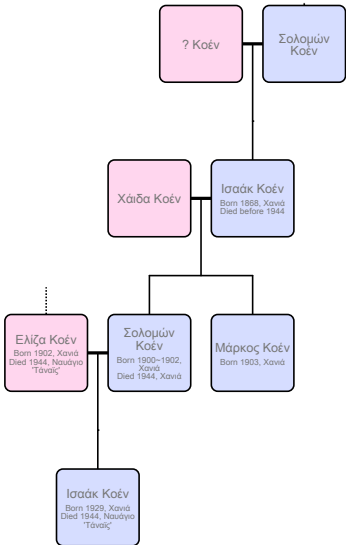 ? Κοέν
Σολομών
Κοέν
Χάιδα Κοέν
Ισαάκ Κοέν
Born 1868, Χανιά
Died before 1944
Ελίζα Κοέν
Born 1902, Χανιά
Died 1944, Ναυάγιο
'Τάναϊς'
Σολομών
Κοέν
Born 1900~1902,
Χανιά
Died 1944, Χανιά
Μάρκος Κοέν
Born 1903, Χανιά
Ισαάκ Κοέν
Born 1929, Χανιά
Died 1944, Ναυάγιο
'Τάναϊς'